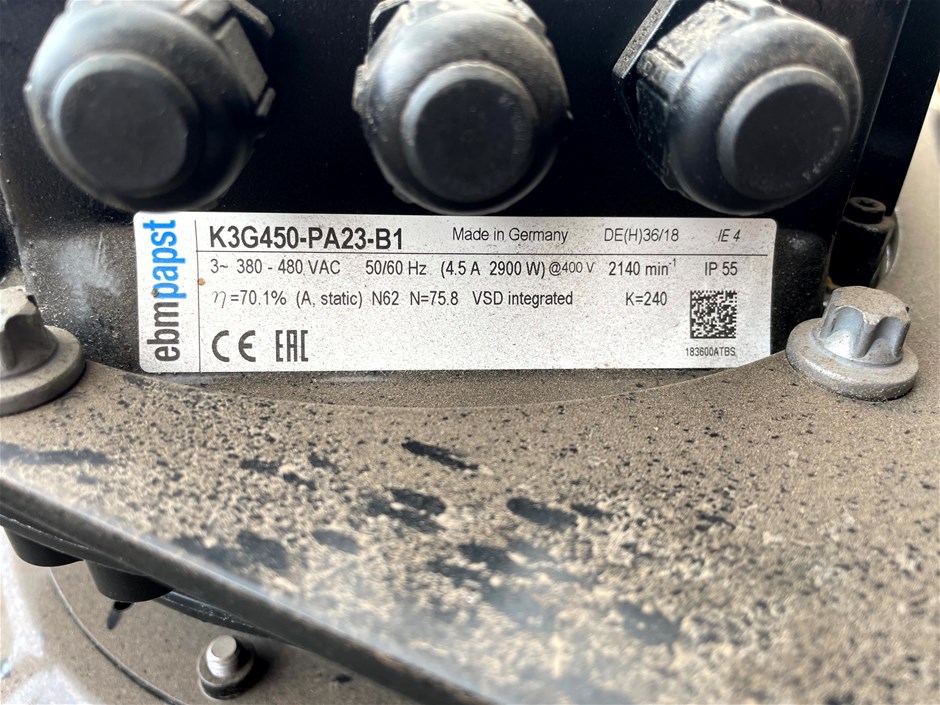 ebmpapst
K3G450-PA23-B1 Made in Germany DE(H)36/18 IE 4
3~ 380 - 480 VAC 50/60 Hz (4.5 A 2900 W) @400 V 2140 min⁻¹ IP 55
η=70.1% (A, static) N62 N=75.8 VSD integrated K=240
CE EAC
183600ATBS